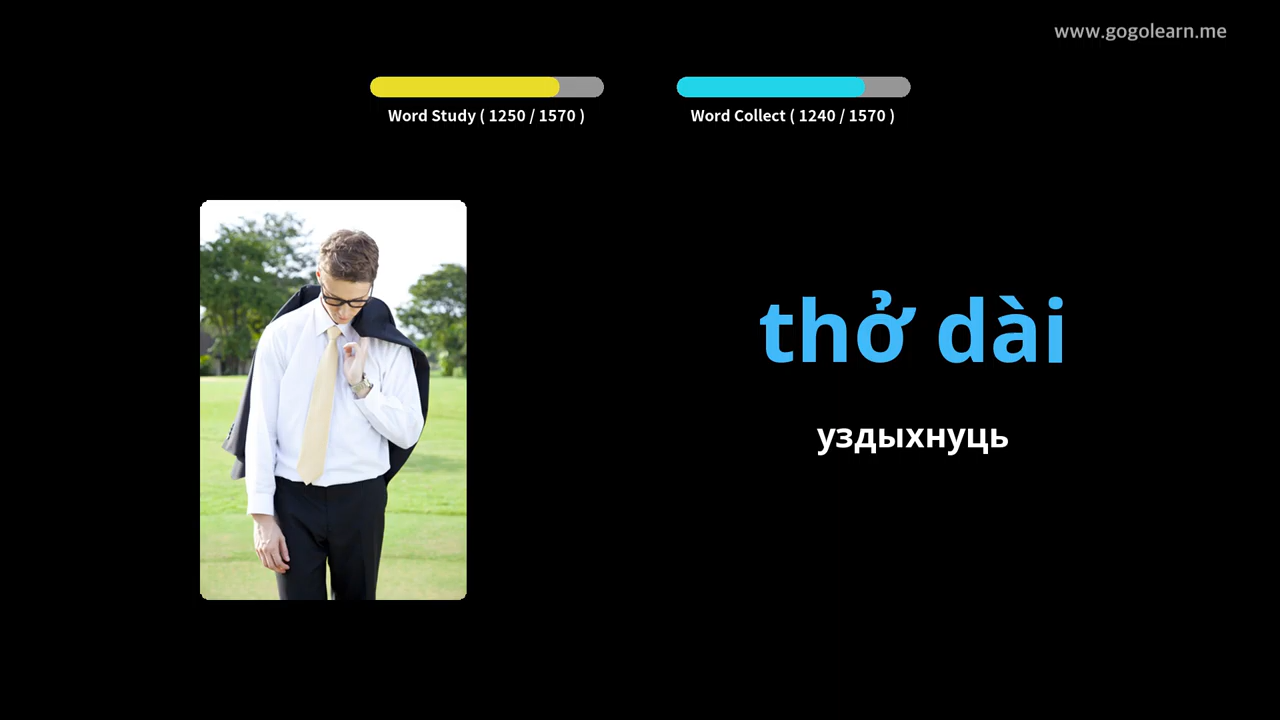 www.gogolearn.me
Word Study ( 1250 / 1570 )
Word Collect ( 1240 / 1570 )
thở dài
уздыхнуць